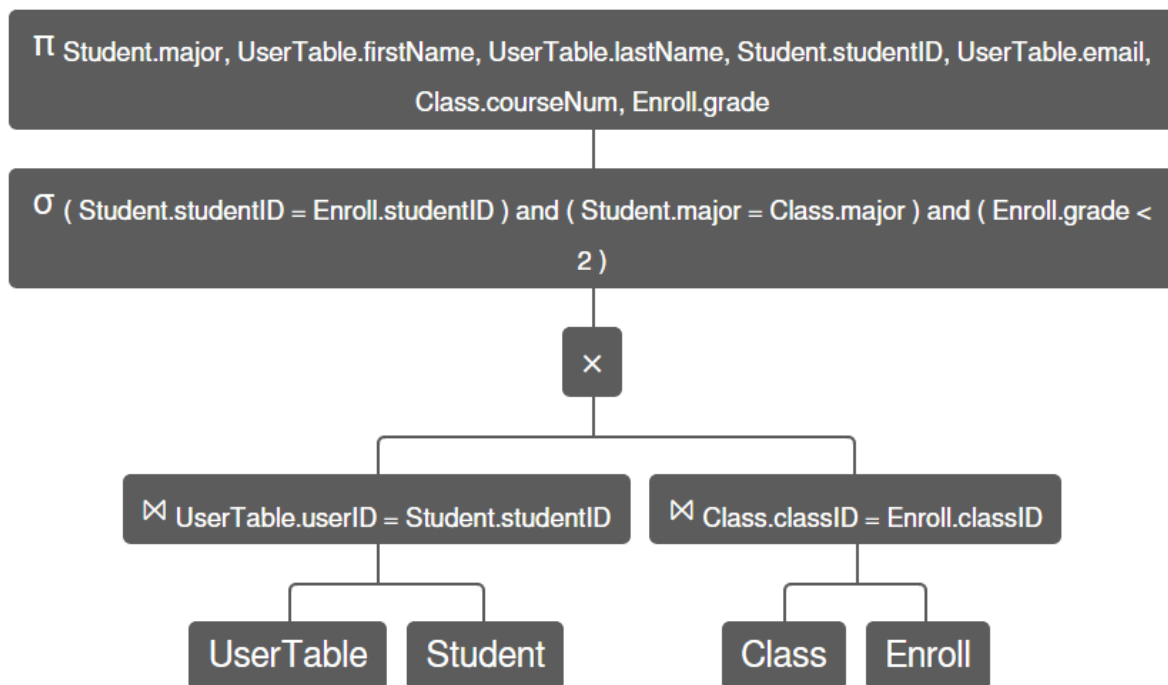 π Student.major, UserTable.firstName, UserTable.lastName, Student.studentID, UserTable.email,
Class.courseNum, Enroll.grade
σ ( Student.studentID = Enroll.studentID ) and ( Student.major = Class.major ) and ( Enroll.grade <
2 )
×
⋈ UserTable.userID = Student.studentID
⋈ Class.classID = Enroll.classID
UserTable
Student
Class
Enroll